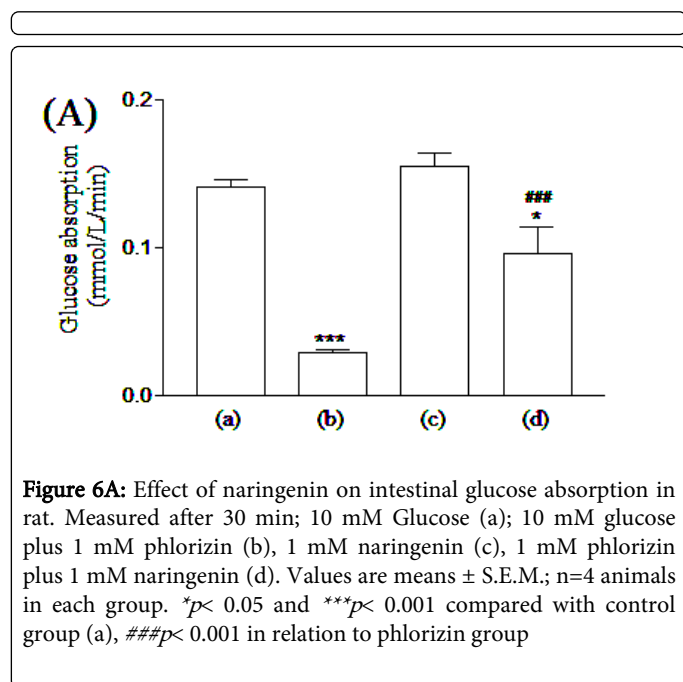 (A)
0.2
0.1
0.0
Glucose absorption
(mmol/L/min)
***
###
*
(a)
(b)
(c)
(d)
Figure 6A: Effect of naringenin on intestinal glucose absorption in
rat. Measured after 30 min; 10 mM Glucose (a); 10 mM glucose
plus 1 mM phlorizin (b), 1 mM naringenin (c), 1 mM phlorizin
plus 1 mM naringenin (d). Values are means ± S.E.M.; n=4 animals
in each group. *p< 0.05 and ***p< 0.001 compared with control
group (a), ###p< 0.001 in relation to phlorizin group